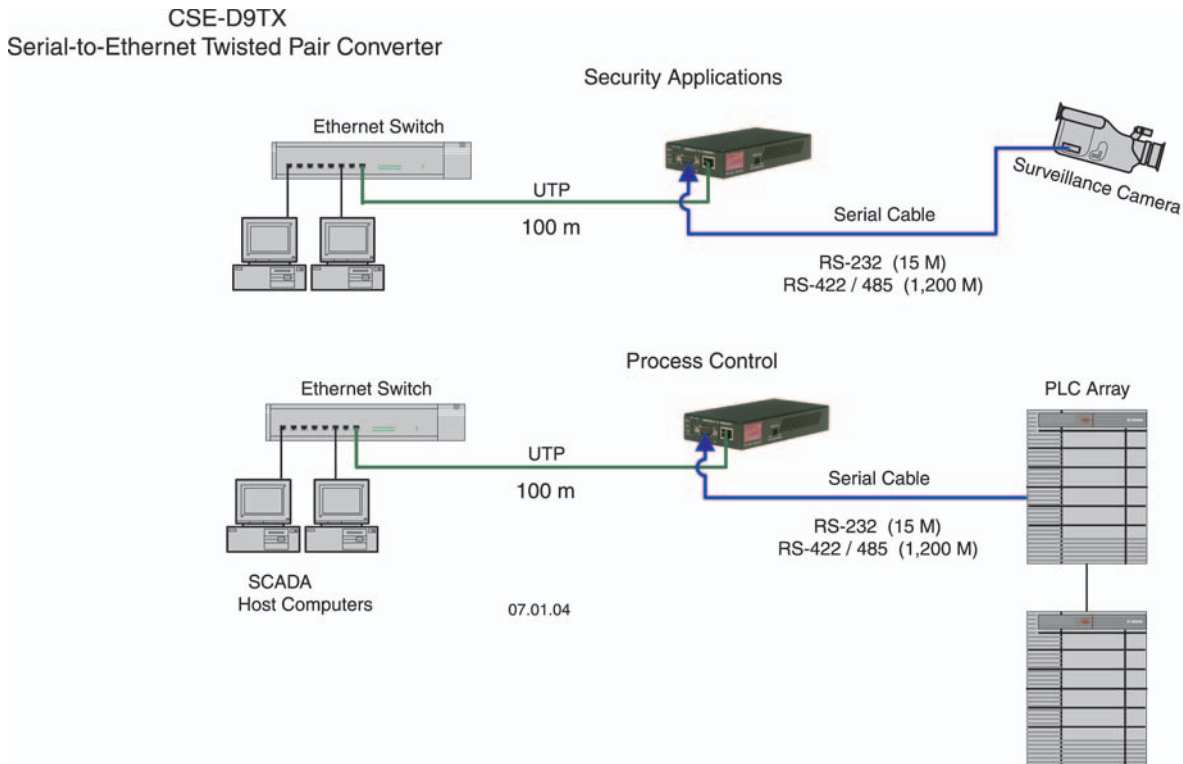 CSE-D9TX
Serial-to-Ethernet Twisted Pair Converter
Security Applications
Ethernet Switch
UTP
100 m
Serial Cable
Surveillance Camera
RS-232 (15 M)
RS-422 / 485 (1,200 M)
Process Control
Ethernet Switch
PLC Array
UTP
100 m
Serial Cable
RS-232 (15 M)
RS-422 / 485 (1,200 M)
SCADA
Host Computers
07.01.04